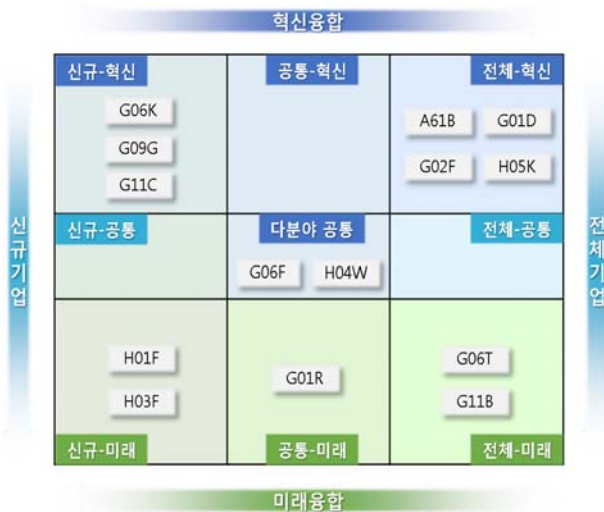 혁신융합
신규-혁신 공통-혁신 전체-혁신
G06K
A61B G01D
G09G
G02F H05K
G11C
신규기업
전체기업
신규-공통 다분야 공통 전체-공통
G06F H04W
H01F G06T
G01R
H03F G11B
신규-미래 공통-미래 전체-미래
미래융합